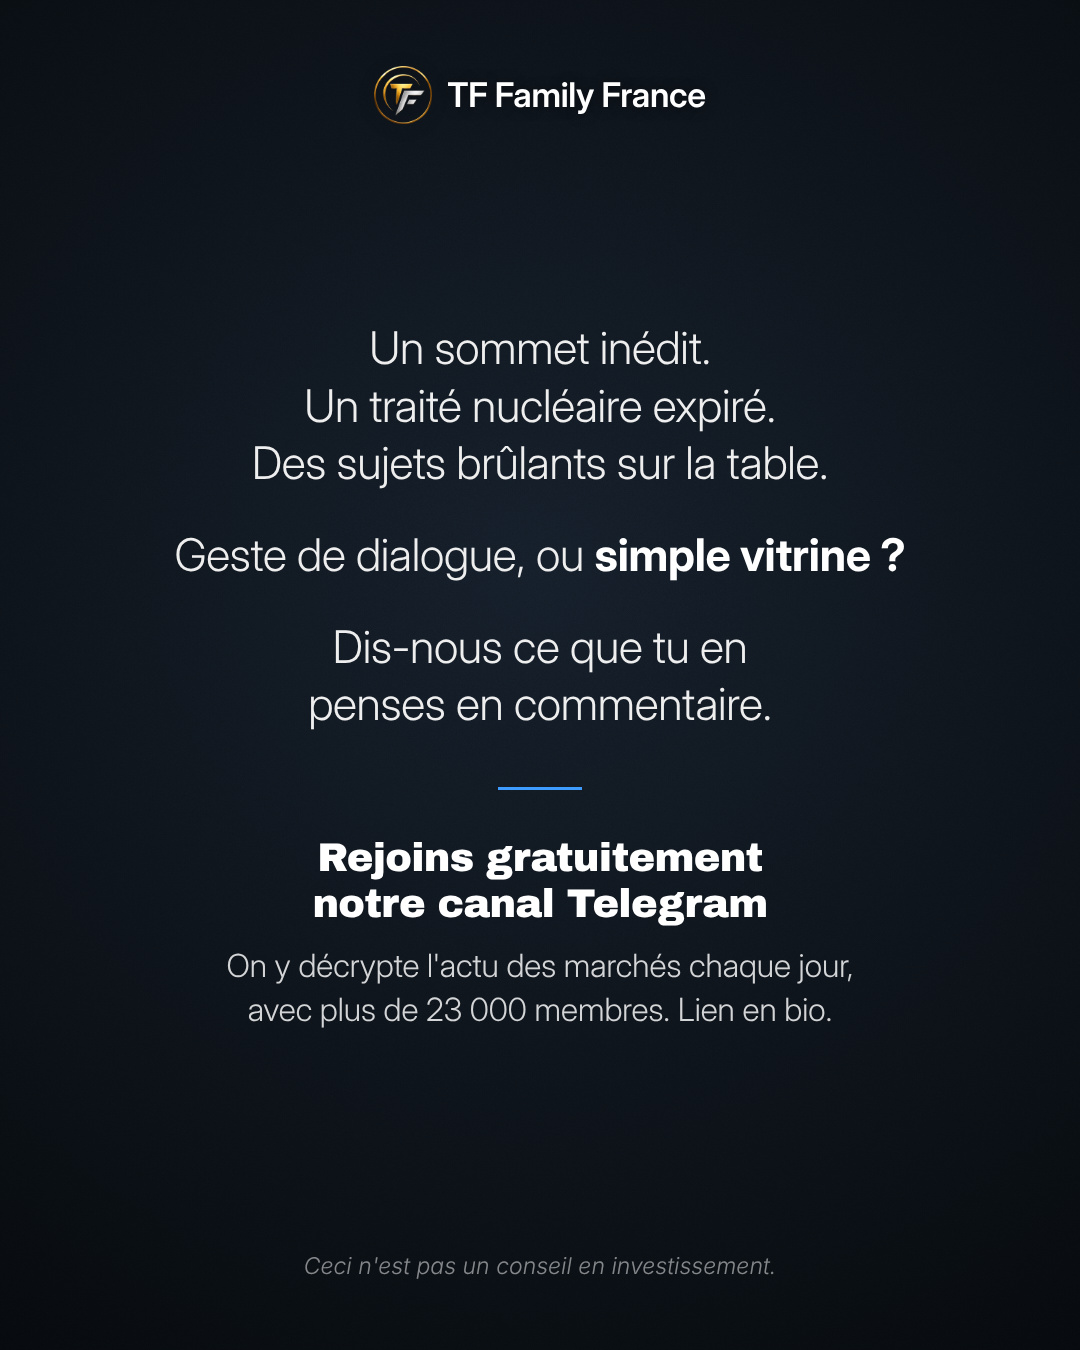 TF TF Family France
Un sommet inédit.
Un traité nucléaire expiré.
Des sujets brûlants sur la table.
Geste de dialogue, ou simple vitrine ?
Dis-nous ce que tu en
penses en commentaire.
Rejoins gratuitement
notre canal Telegram
On y décrypte l'actu des marchés chaque jour,
avec plus de 23 000 membres. Lien en bio.
Ceci n'est pas un conseil en investissement.